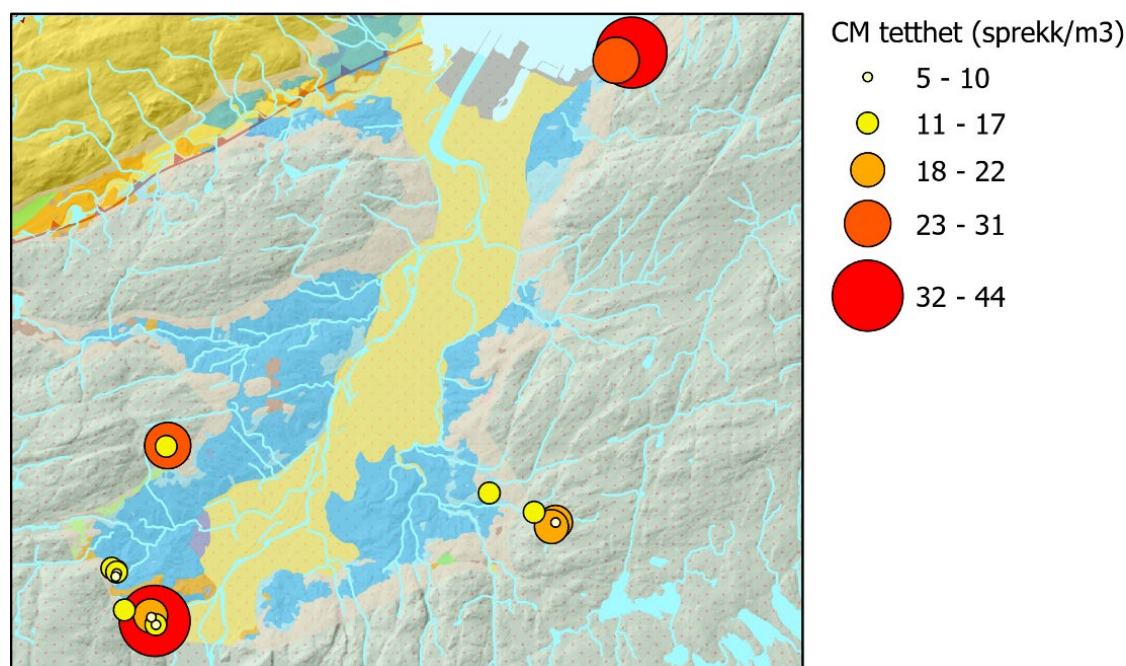 CM tetthet (sprekk/m3)
5 - 10
11 - 17
18 - 22
23 - 31
32 - 44